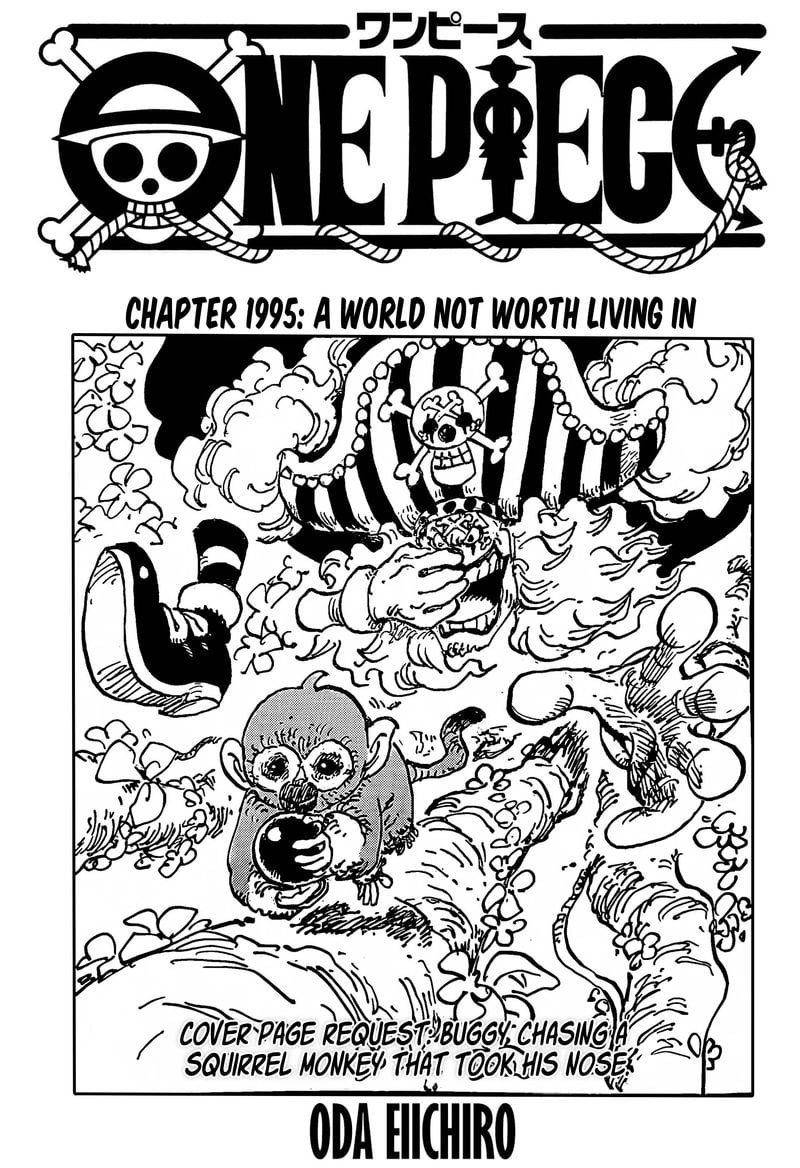 ワンピース
ONE PIECE
CHAPTER 1995: A WORLD NOT WORTH LIVING IN
COVER PAGE REQUEST: BUGGY CHASING A
SQUIRREL MONKEY THAT TOOK HIS NOSE.
ODA EIICHIRO